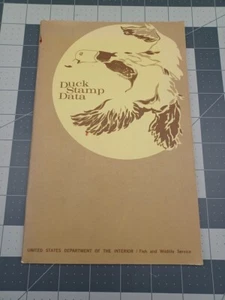 Duck
Stamp
Data
UNITED STATES DEPARTMENT OF THE INTERIOR / Fish and Wildlife Service